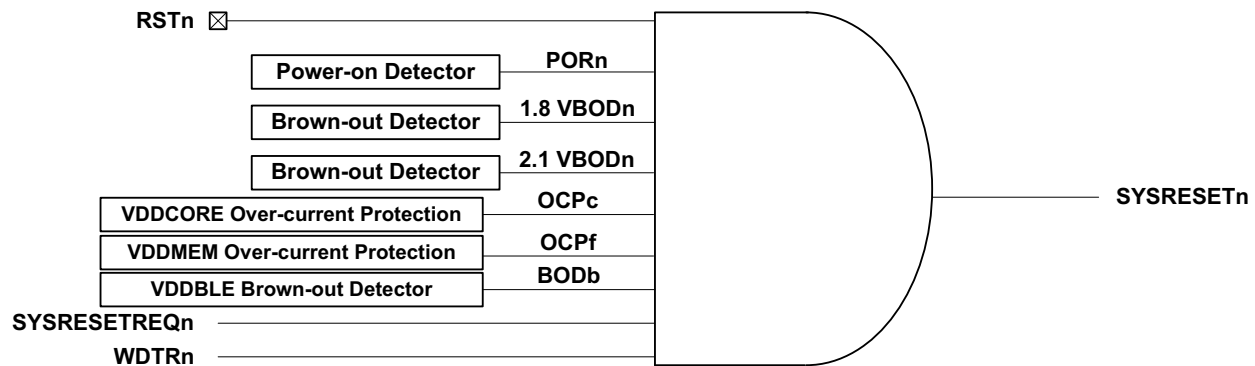 RSTn
Power-on Detector PORn
Brown-out Detector 1.8 VBODn
Brown-out Detector 2.1 VBODn
VDDCORE Over-current Protection OCPc
VDDMEM Over-current Protection OCPf
VDDBLE Brown-out Detector BODb
SYSRESETREQn
WDTRn
SYSRESETn